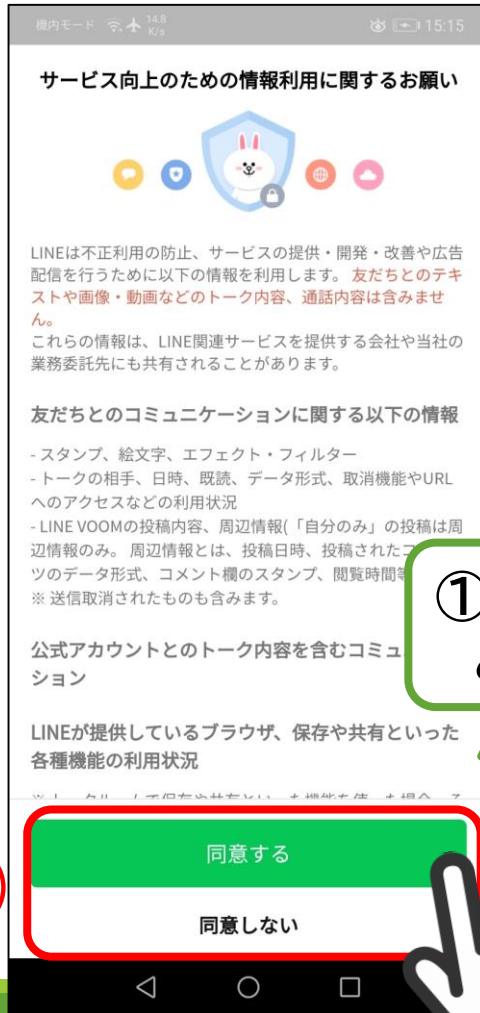 機内モード 14.8 K/s 15:15
サービス向上のための情報利用に関するお願い
LINEは不正利用の防止、サービスの提供・開発・改善や広告
配信を行うために以下の情報を利用します。 友だちとのテキ
ストや画像・動画などのトーク内容、通話内容は含みませ
ん。
これらの情報は、LINE関連サービスを提供する会社や当社の
業務委託先にも共有されることがあります。
友だちとのコミュニケーションに関する以下の情報
- スタンプ、絵文字、エフェクト・フィルター
- トークの相手、日時、既読、データ形式、取消機能やURL
へのアクセスなどの利用状況
- LINE VOOMの投稿内容、周辺情報(「自分のみ」の投稿は周
辺情報のみ。 周辺情報とは、投稿日時、投稿された
ツのデータ形式、コメント欄のスタンプ、閲覧時間
※ 送信取消されたものも含みます。
①
公式アカウントとのトーク内容を含むコミュ
ション
LINEが提供しているブラウザ、保存や共有といった
各種機能の利用状況
同意する
同意しない